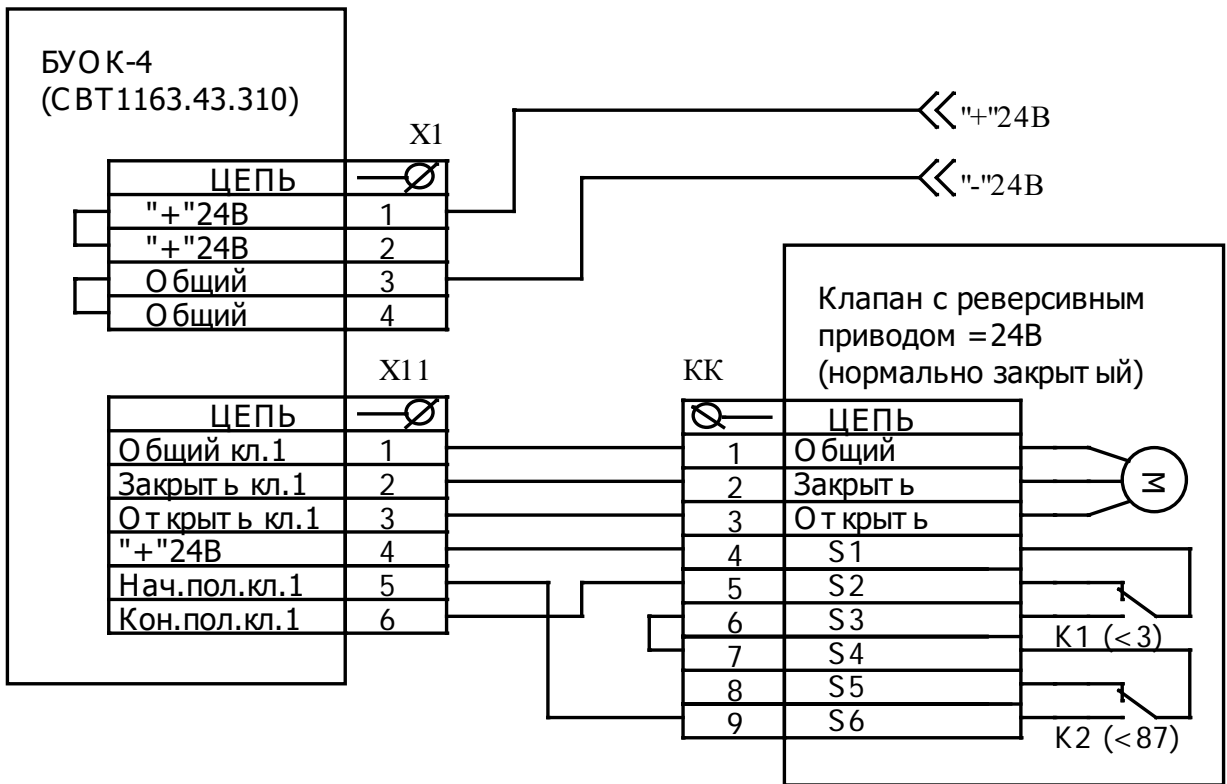 БУОК-4
(СВТ1163.43.310)
X1
ЦЕПЬ
"+"24В 1
"+"24В 2
Общий 3
Общий 4
"+"24В
"-"24В
X11
ЦЕПЬ
Общий кл.1 1
Закрыть кл.1 2
Открыть кл.1 3
"+"24В 4
Нач.пол.кл.1 5
Кон.пол.кл.1 6
Клапан с реверсивным
приводом =24В
(нормально закрытый)
КК
ЦЕПЬ
1 Общий
2 Закрыть
3 Открыть
4 S1
5 S2
6 S3
7 S4
8 S5
9 S6
M
K1 (<3)
K2 (<87)